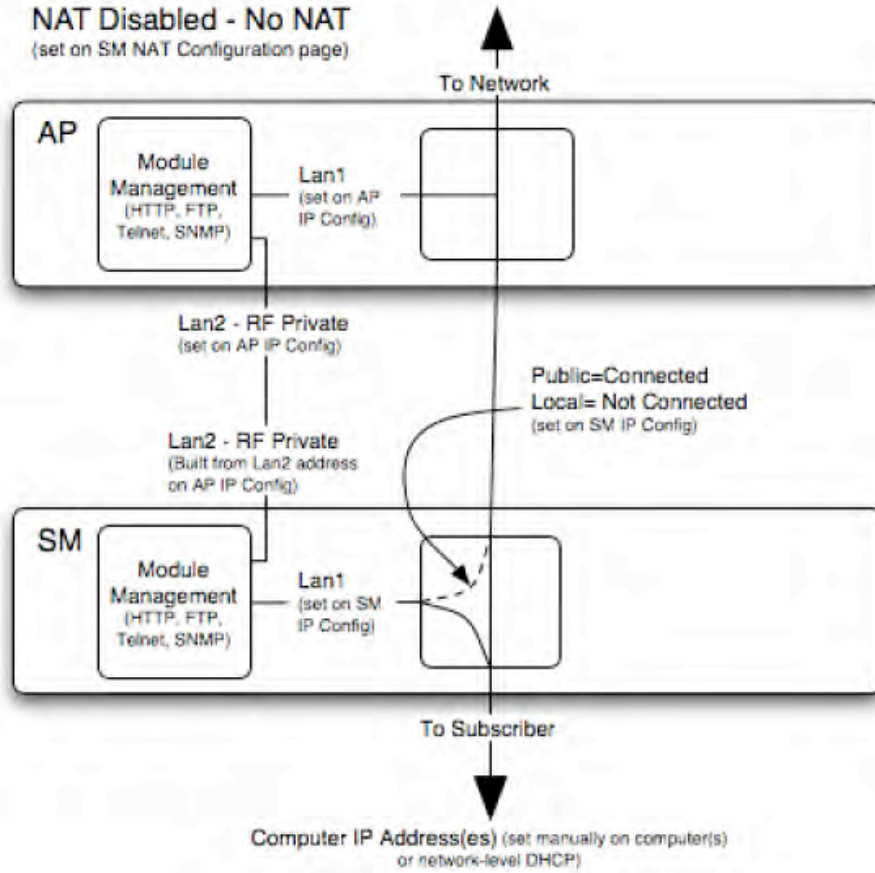 NAT Disabled - No NAT
(set on SM NAT Configuration page)
To Network
AP
Module
Management
(HTTP, FTP,
Telnet, SNMP)
Lan1
(set on AP
IP Config)
Lan2 - RF Private
(set on AP IP Config)
Public=Connected
Local= Not Connected
(set on SM IP Config)
Lan2 - RF Private
(Built from Lan2 address
on AP IP Config)
SM
Module
Management
(HTTP, FTP,
Telnet, SNMP)
Lan1
(set on SM
IP Config)
To Subscriber
Computer IP Address(es) (set manually on computer(s)
or network-level DHCP)